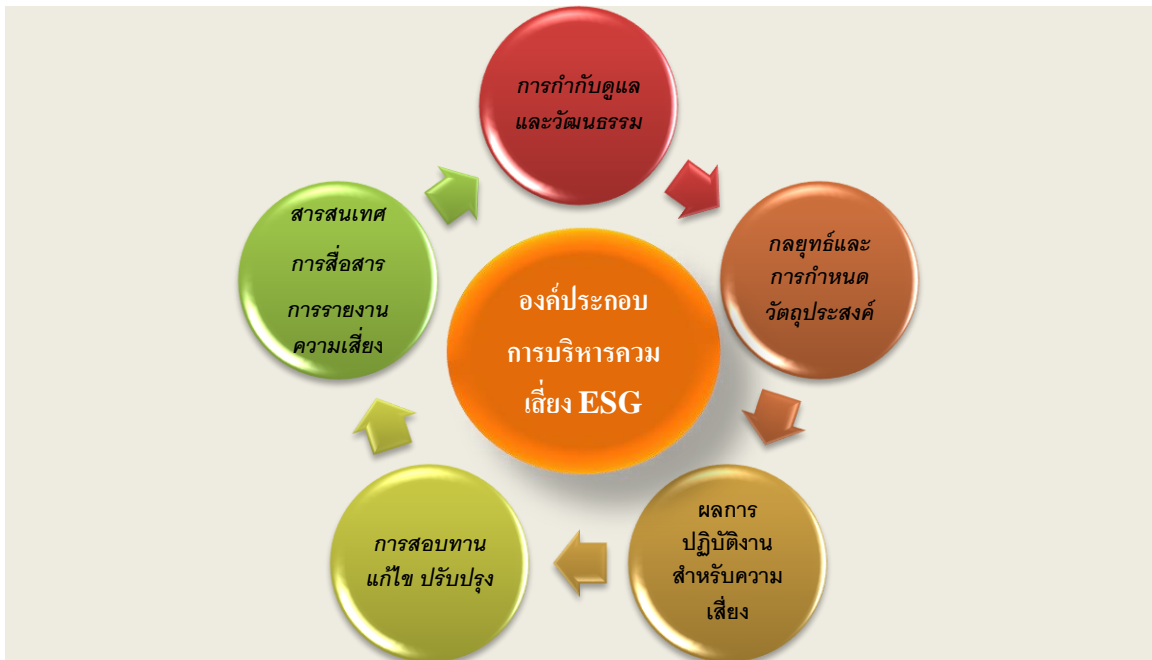 การกำกับดูแล
และวัฒนธรรม
กลยุทธ์และ
การกำหนด
วัตถุประสงค์
ผลการ
ปฏิบัติงาน
สำหรับความ
เสี่ยง
การสอบทาน
แก้ไข ปรับปรุง
สารสนเทศ
การสื่อสาร
การรายงาน
ความเสี่ยง
องค์ประกอบ
การบริหารควม
เสี่ยง ESG